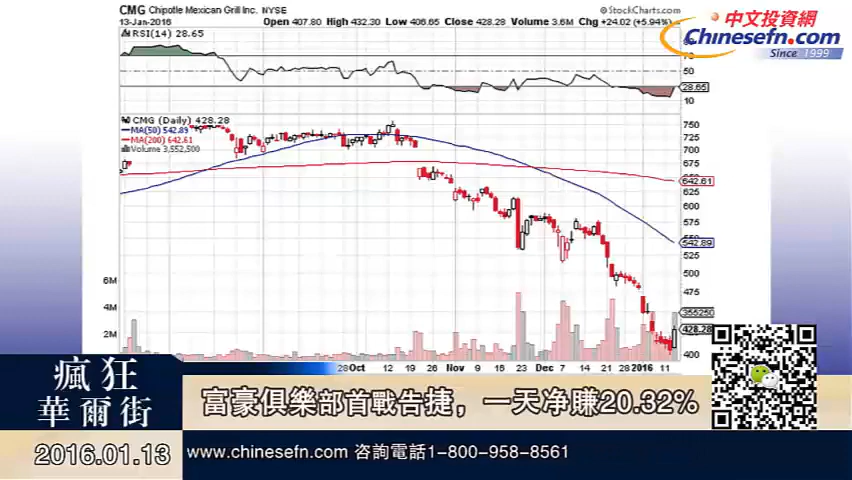 CMG Chipotle Mexican Grill Inc. NYSE
© StockCharts.com
13-Jan-2016
Open 407.80 High 432.30 Low 406.65 Close 428.28 Volume 3.6M Chg +24.02 (+5.94%)
中文投資網
Chinesefn.com
Since 1999
RSI(14) 28.65
50
28.65
10
CMG (Daily) 428.28
MA(50) 542.89
MA(200) 642.61
Volume 3,552,500
750
725
700
675
642.61
625
600
575
542.89
525
500
475
3552500
428.28
400
6M
4M
2M
28 Oct 12 19 26 Nov 9 16 23 Dec 7 14 21 28 2016 11
瘋狂
華爾街
富豪俱樂部首戰告捷，一天净賺20.32%
2016.01.13
www.chinesefn.com 咨詢電話1-800-958-8561